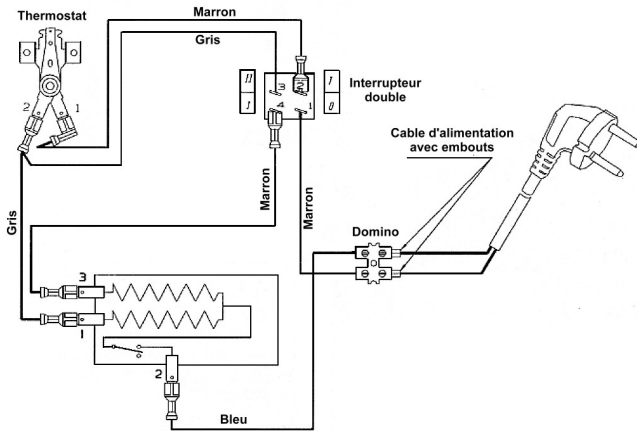 Marron
Thermostat
Gris
2 1
3 2
II I
Interrupteur
double
4 1
I 0
Cable d'alimentation
avec embouts
Marron
Marron
Gris
Domino
3
1
2
Bleu